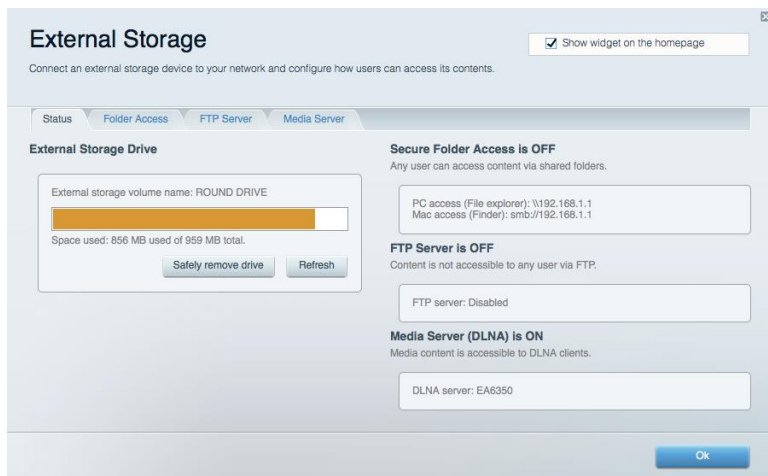 External Storage
Show widget on the homepage
Connect an external storage device to your network and configure how users can access its contents.
Status
Folder Access
FTP Server
Media Server
External Storage Drive
External storage volume name: ROUND DRIVE
Space used: 856 MB used of 959 MB total.
Safely remove drive
Refresh
Secure Folder Access is OFF
Any user can access content via shared folders.
PC access (File explorer): \\192.168.1.1
Mac access (Finder): smb://192.168.1.1
FTP Server is OFF
Content is not accessible to any user via FTP.
FTP server: Disabled
Media Server (DLNA) is ON
Media content is accessible to DLNA clients.
DLNA server: EA6350
Ok